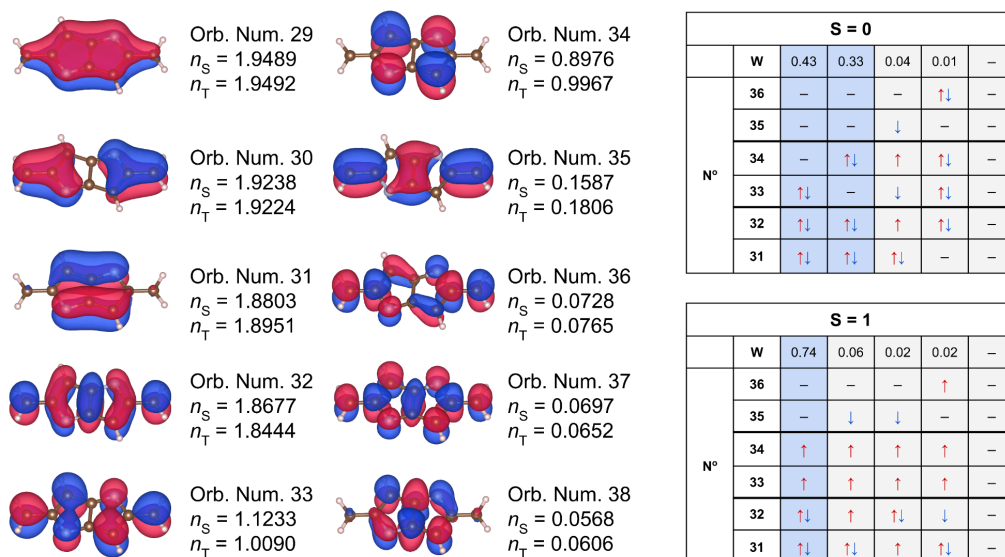 Orb. Num. 29
nS = 1.9489
nT = 1.9492
Orb. Num. 30
nS = 1.9238
nT = 1.9224
Orb. Num. 31
nS = 1.8803
nT = 1.8951
Orb. Num. 32
nS = 1.8677
nT = 1.8444
Orb. Num. 33
nS = 1.1233
nT = 1.0090
Orb. Num. 34
nS = 0.8976
nT = 0.9967
Orb. Num. 35
nS = 0.1587
nT = 0.1806
Orb. Num. 36
nS = 0.0728
nT = 0.0765
Orb. Num. 37
nS = 0.0697
nT = 0.0652
Orb. Num. 38
nS = 0.0568
nT = 0.0606
S = 0
W 0.43 0.33 0.04 0.01 –
Nº
36 – – – ↑↓ –
35 – – ↓ – –
34 – ↑↓ ↑ ↑↓ –
33 ↑↓ – ↓ ↑↓ –
32 ↑↓ ↑↓ ↑ ↑↓ –
31 ↑↓ ↑↓ ↑↓ – –
S = 1
W 0.74 0.06 0.02 0.02 –
Nº
36 – – – ↑ –
35 – ↓ ↓ – –
34 ↑ ↑ ↑ ↑ –
33 ↑ ↑ ↑ ↑ –
32 ↑↓ ↑ ↑↓ ↓ –
31 ↑↓ ↑↓ ↑ ↑↓ –